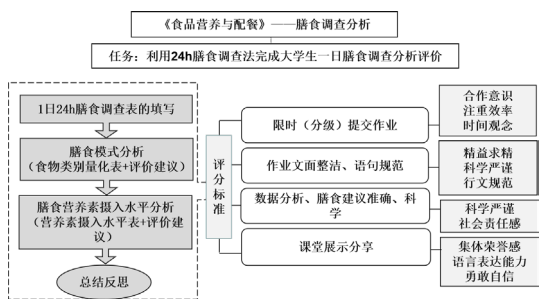 《食品营养与配餐》——膳食调查分析
任务：利用24h膳食调查法完成大学生一日膳食调查分析评价
1日24h膳食调查表的填写
膳食模式分析
（食物类别量化表+评价建议）
膳食营养素摄入水平分析
（营养素摄入水平表+评价建
议）
总结反思
评分标准
限时（分级）提交作业
作业文面整洁、语句规范
数据分析、膳食建议准确、科
学
课堂展示分享
合作意识
注重效率
时间观念
精益求精
科学严谨
行文规范
科学严谨
社会责任感
集体荣誉感
语言表达能力
勇敢自信